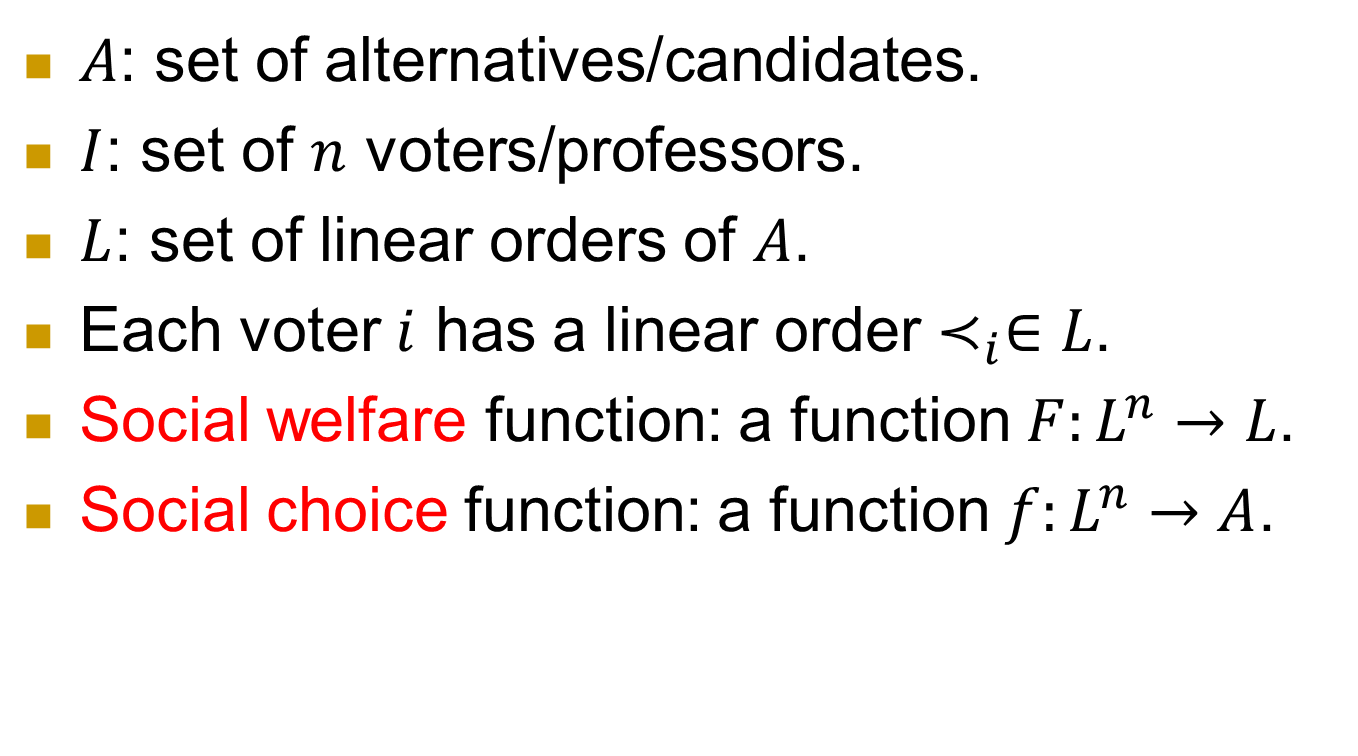 A: set of alternatives/candidates.
I: set of n voters/professors.
L: set of linear orders of A.
Each voter i has a linear order ≺ᵢ∈ L.
Social welfare function: a function F: Lⁿ → L.
Social choice function: a function f: Lⁿ → A.